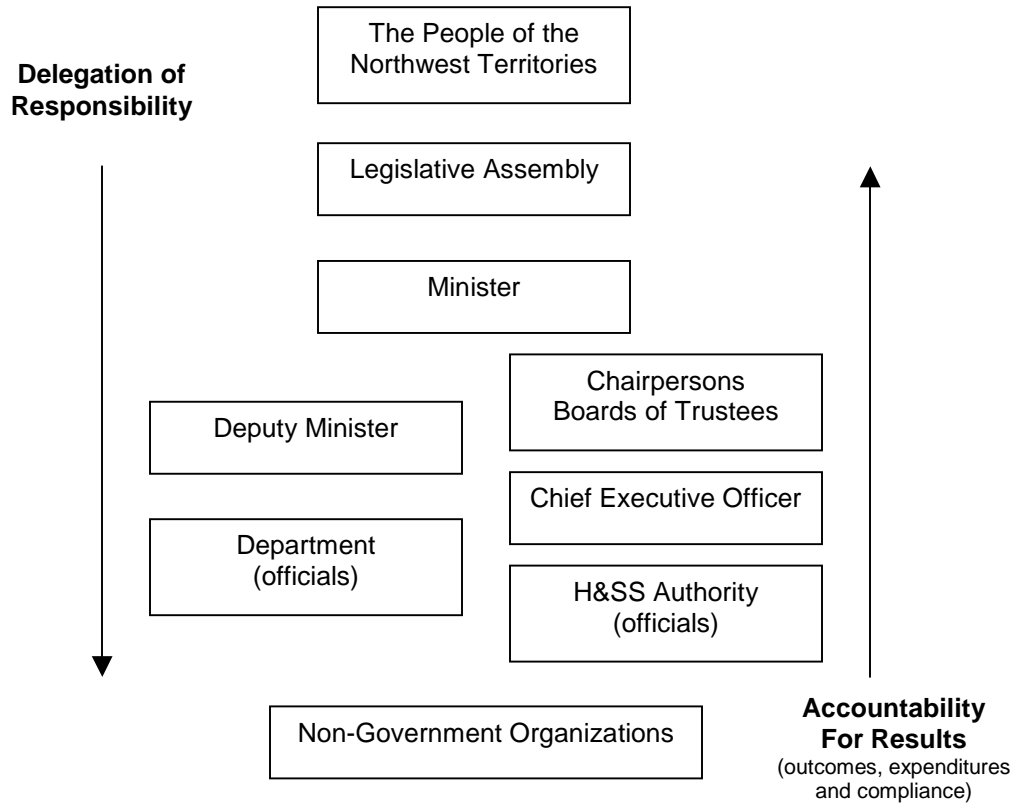 The People of the
Northwest Territories
Delegation of
Responsibility
Legislative Assembly
Minister
Chairpersons
Boards of Trustees
Deputy Minister
Chief Executive Officer
Department
(officials)
H&SS Authority
(officials)
Non-Government Organizations
Accountability
For Results
(outcomes, expenditures
and compliance)